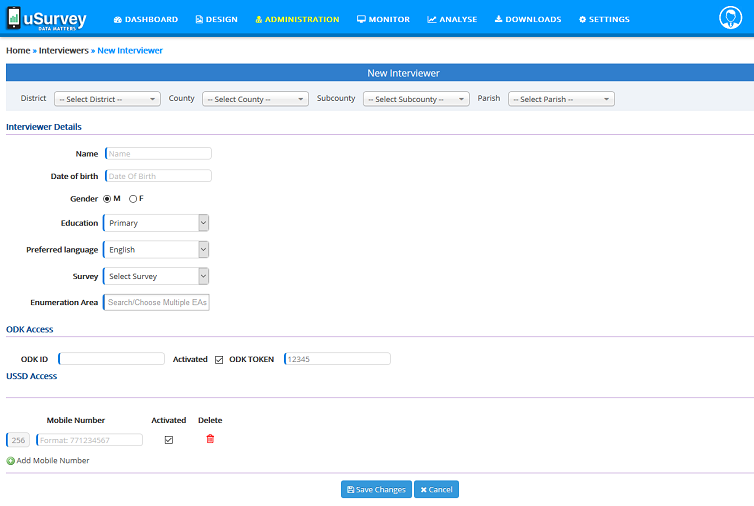 uSurvey DASHBOARD DESIGN ADMINISTRATION MONITOR ANALYSE DOWNLOADS SETTINGS
DATA MATTERS
Home » Interviewers » New Interviewer
New Interviewer
District -- Select District -- County -- Select County -- Subcounty -- Select Subcounty -- Parish -- Select Parish --
Interviewer Details
Name Name
Date of birth Date Of Birth
Gender M F
Education Primary
Preferred language English
Survey Select Survey
Enumeration Area Search/Choose Multiple EAs
ODK Access
ODK ID Activated ODK TOKEN 12345
USSD Access
Mobile Number Activated Delete
256 Format: 771234567
Add Mobile Number
Save Changes Cancel